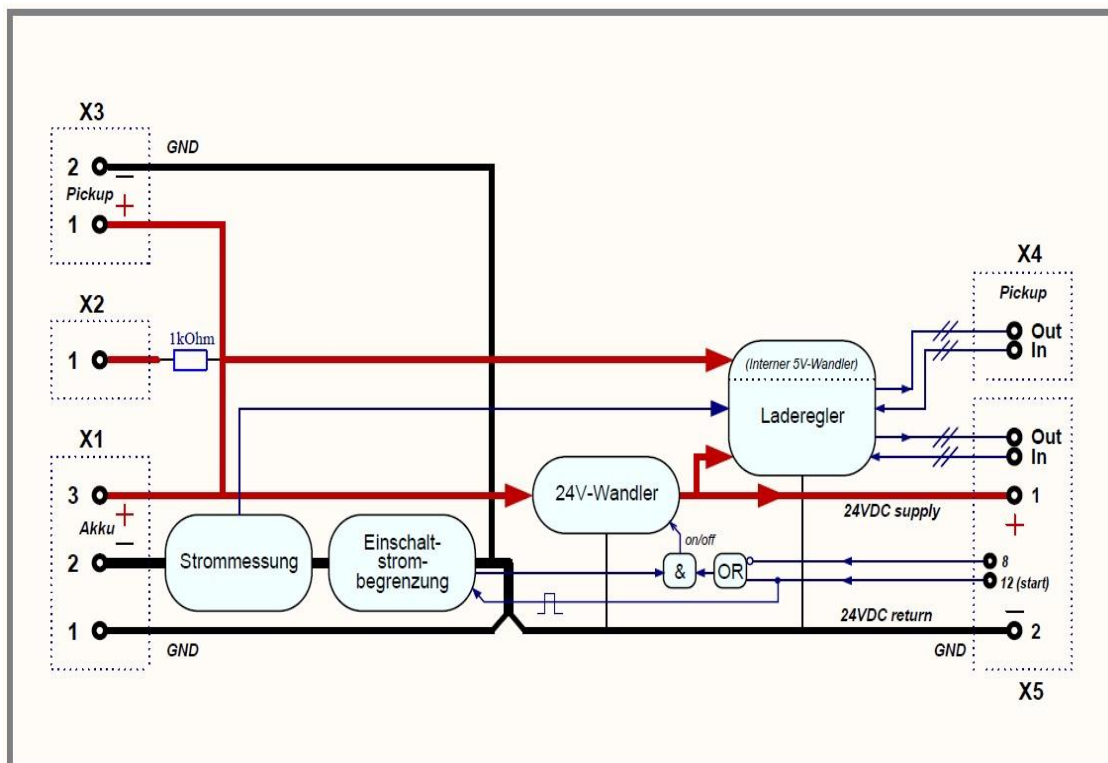 X3
2
GND
−
Pickup
+
1
X2
1
1kOhm
X1
3
+
Akku
−
2
1
GND
Strommessung
Einschalt-
strom-
begrenzung
24V-Wandler
(Interner 5V-Wandler)
Laderegler
on/off
&
OR
X4
Pickup
Out
In
Out
In
1
24VDC supply
+
8
12 (start)
24VDC return
−
2
GND
X5